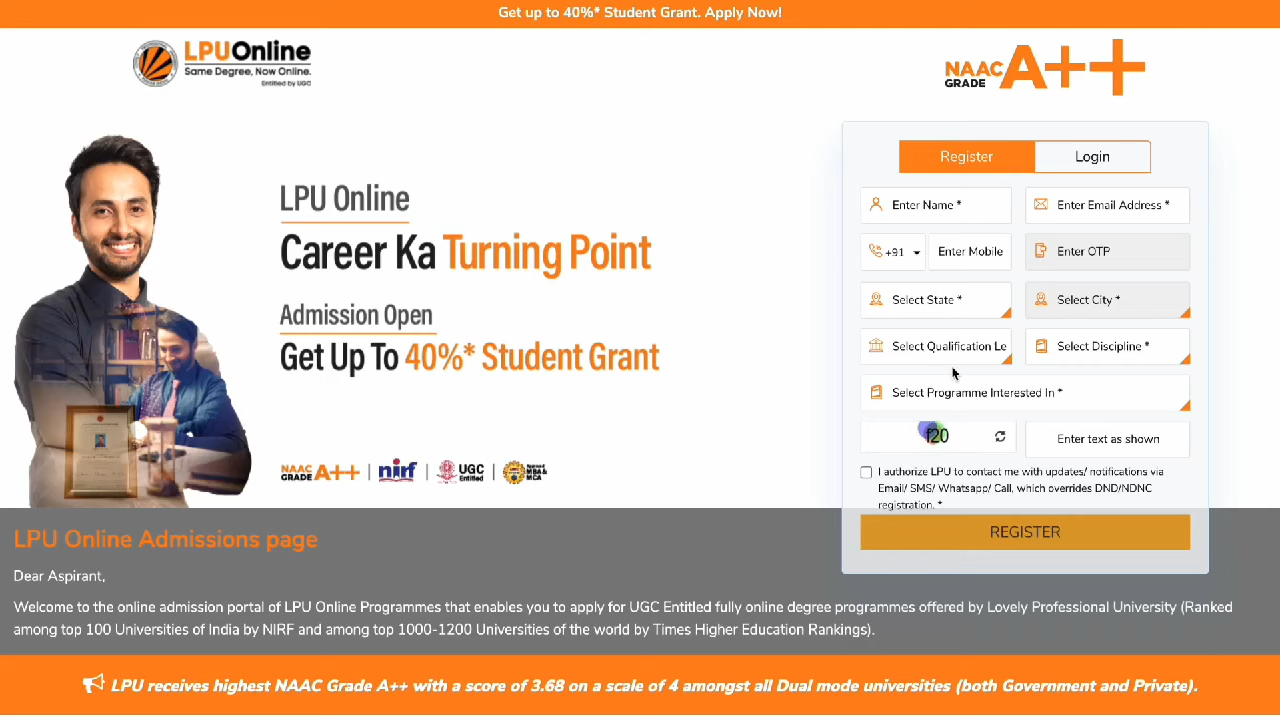 Get up to 40%* Student Grant. Apply Now!
LPUOnline
Same Degree, Now Online.
Entitled by UGC
NAAC
GRADE A++
Register
Login
Enter Name *
Enter Email Address *
+91
Enter Mobile
Enter OTP
Select State *
Select City *
Select Qualification Le
Select Discipline *
Select Programme Interested In *
f20
Enter text as shown
I authorize LPU to contact me with updates/ notifications via
Email/ SMS/ Whatsapp/ Call, which overrides DND/NDNC
registration. *
REGISTER
LPU Online
Career Ka Turning Point
Admission Open
Get Up To 40%* Student Grant
NAAC
GRADE A++
nirf
UGC
Entitled
Approved
MBA &
MCA
LPU Online Admissions page
Dear Aspirant,
Welcome to the online admission portal of LPU Online Programmes that enables you to apply for UGC Entitled fully online degree programmes offered by Lovely Professional University (Ranked
among top 100 Universities of India by NIRF and among top 1000-1200 Universities of the world by Times Higher Education Rankings).
LPU receives highest NAAC Grade A++ with a score of 3.68 on a scale of 4 amongst all Dual mode universities (both Government and Private).